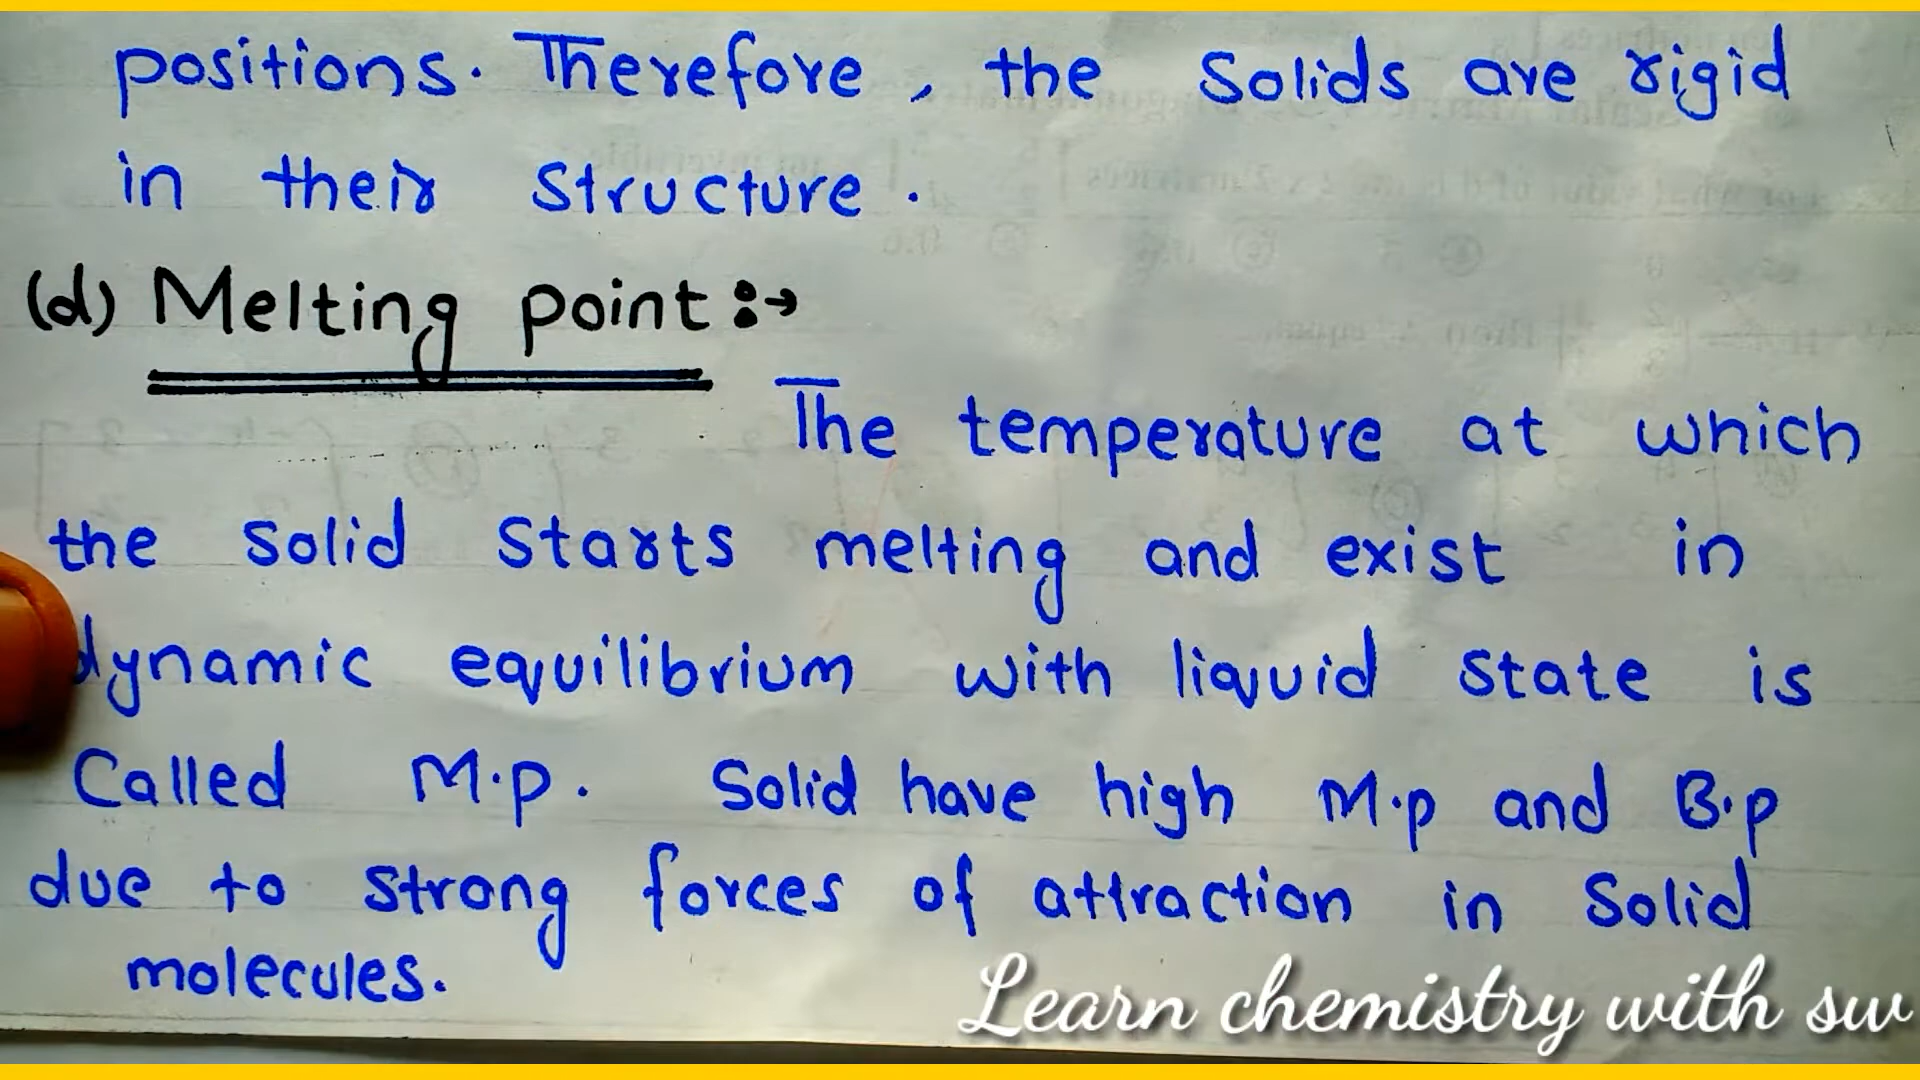 positions. Therefore, the Solids are rigid
in their structure.
(d) Melting point :→
The temperature at which
the solid starts melting and exist in
dynamic equilibrium with liquid state is
Called M.p. Solid have high M.p and B.p
due to strong forces of attraction in Solid
molecules.
Learn chemistry with sw